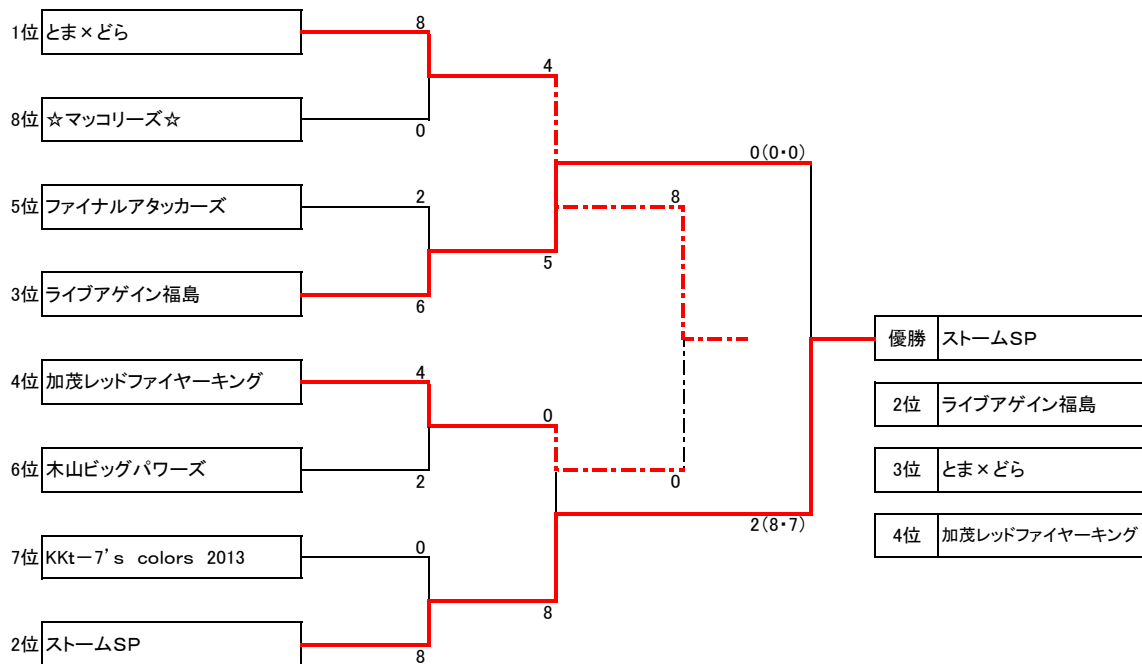 1位 とま×どら
8
4
8位 ☆マッコリーズ☆
0
0(0・0)
5位 ファイナルアタッカーズ
2
8
5
3位 ライブアゲイン福島
6
優勝 ストームSP
4位 加茂レッドファイヤーキング
4
0
2位 ライブアゲイン福島
6位 木山ビッグパワーズ
2
0
3位 とま×どら
2(8・7)
4位 加茂レッドファイヤーキング
7位 KKt－7's colors 2013
0
8
2位 ストームSP
8